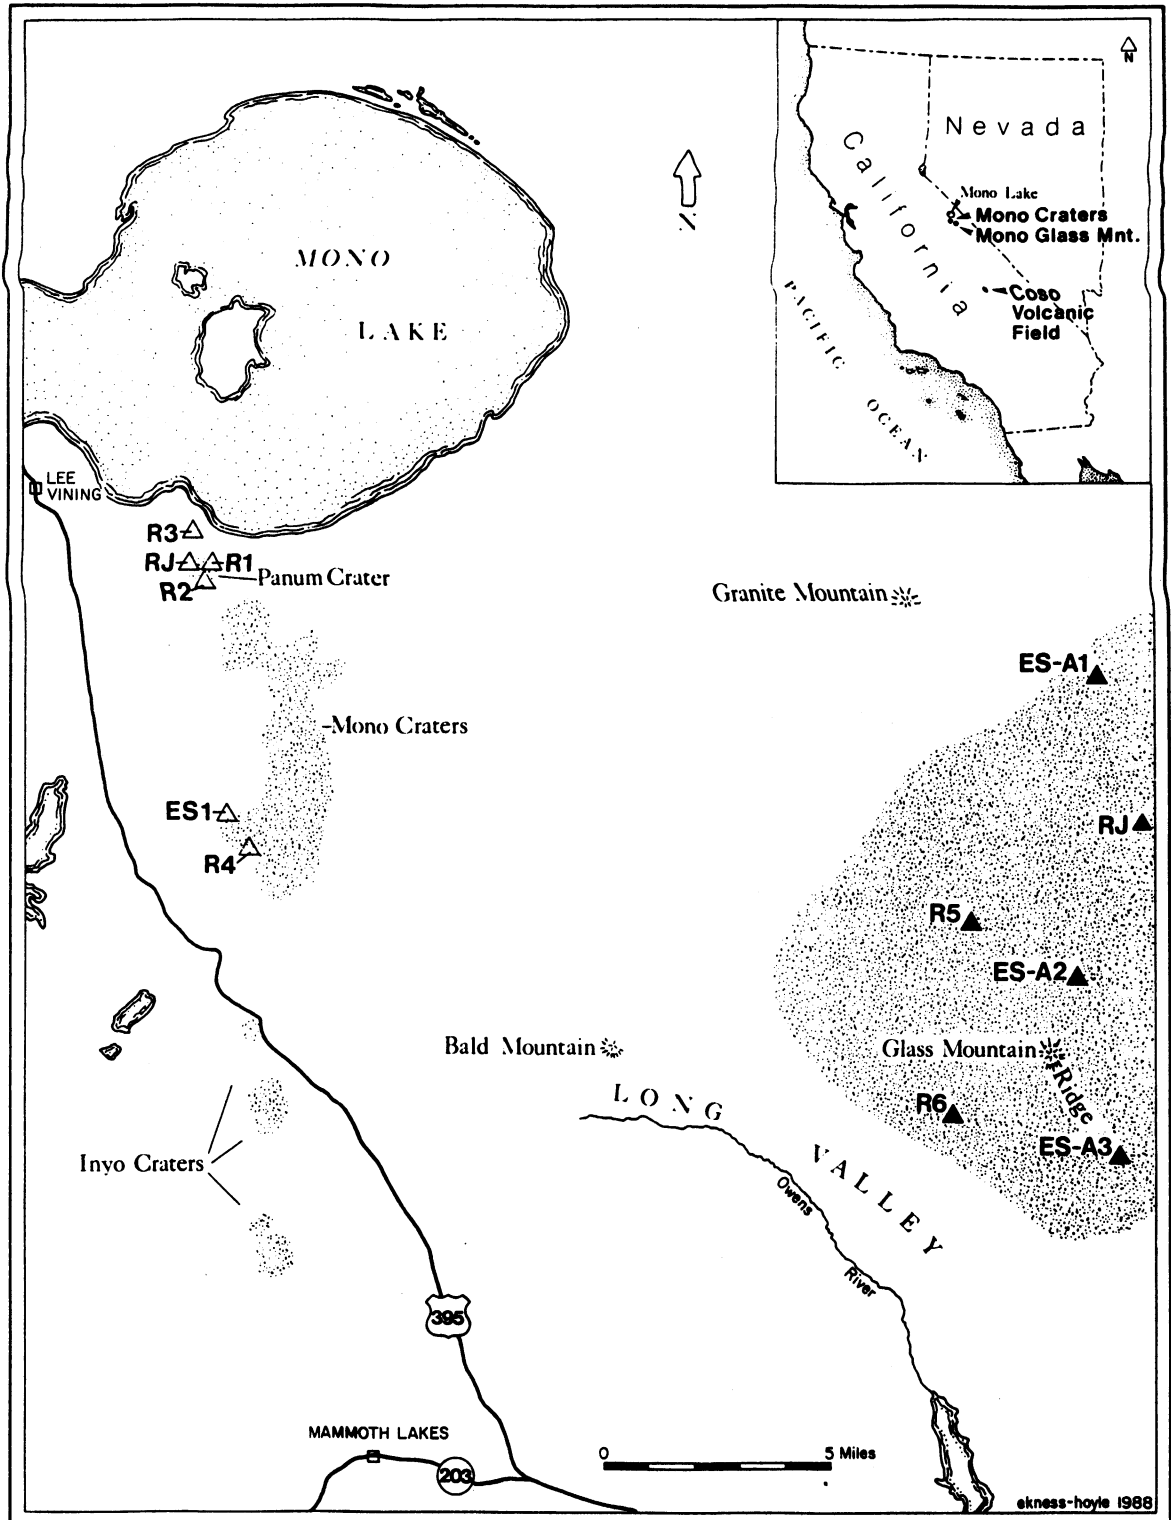 MONO
LAKE
N
Nevada
California
Mono Lake
Mono Craters
Mono Glass Mnt.
Coso
Volcanic
Field
PACIFIC OCEAN
LEE
VINING
R3
RJ
R1
R2
Panum Crater
Granite Mountain
ES-A1
Mono Craters
ES1
R4
RJ
R5
ES-A2
Bald Mountain
Glass Mountain
Ridge
LONG
VALLEY
R6
ES-A3
Inyo Craters
Owens
River
395
MAMMOTH LAKES
203
0
5 Miles
ekness-hoyle 1988